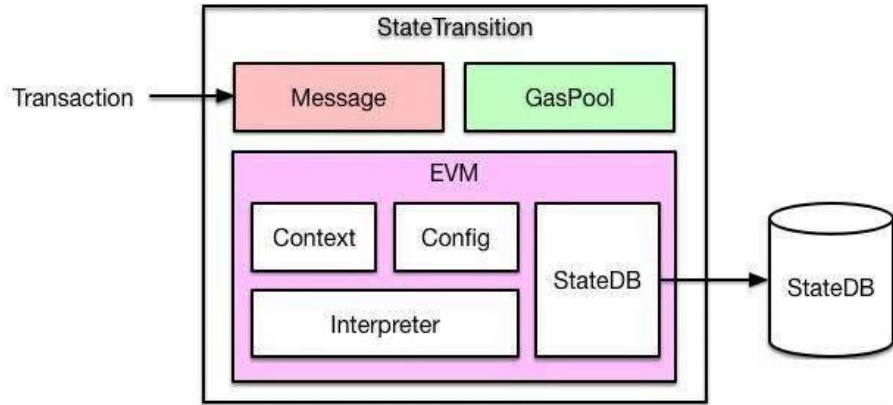 StateTransition
Transaction
Message
GasPool
EVM
Context
Config
StateDB
Interpreter
StateDB